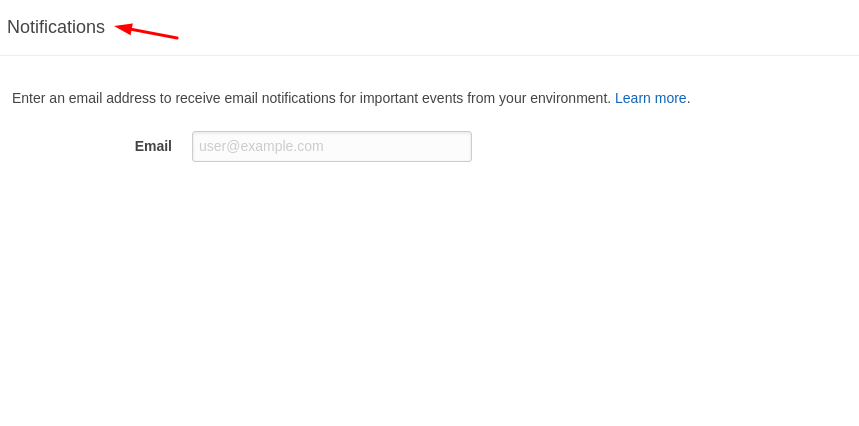 Notifications
Enter an email address to receive email notifications for important events from your environment. Learn more.
Email user@example.com